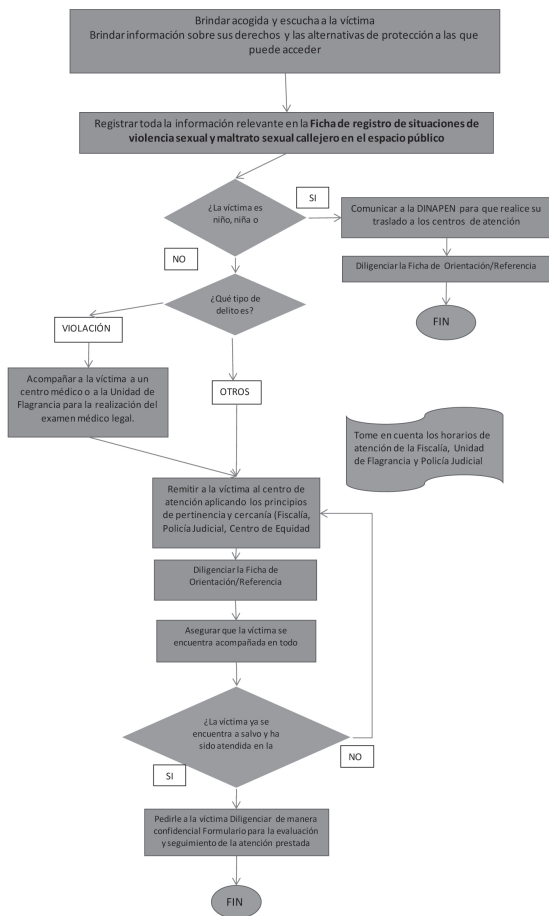 Brindar acogida y escucha a la víctima
Brindar información sobre sus derechos y las alternativas de protección a las que
puede acceder
Registrar toda la información relevante en la Ficha de registro de situaciones de
violencia sexual y maltrato sexual callejero en el espacio público
¿La víctima es
niño, niña o
SI
Comunicar a la DINAPEN para que realice su
traslado a los centros de atención
Diligenciar la Ficha de Orientación/Referencia
FIN
NO
¿Qué tipo de
delito es?
VIOLACIÓN
Acompañar a la víctima a un
centro médico o a la Unidad de
Flagrancia para la realización del
examen médico legal.
OTROS
Tome en cuenta los horarios de
atención de la Fiscalía, Unidad
de Flagrancia y Policía Judicial
Remitir a la víctima al centro de
atención aplicando los principios
de pertinencia y cercanía (Fiscalía,
Policía Judicial, Centro de Equidad
Diligenciar la Ficha de
Orientación/Referencia
Asegurar que la víctima se
encuentra acompañada en todo
¿La víctima ya se
encuentra a salvo y ha
sido atendida en la
NO
SI
Pedirle a la víctima Diligenciar de manera
confidencial Formulario para la evaluación
y seguimiento de la atención prestada
FIN